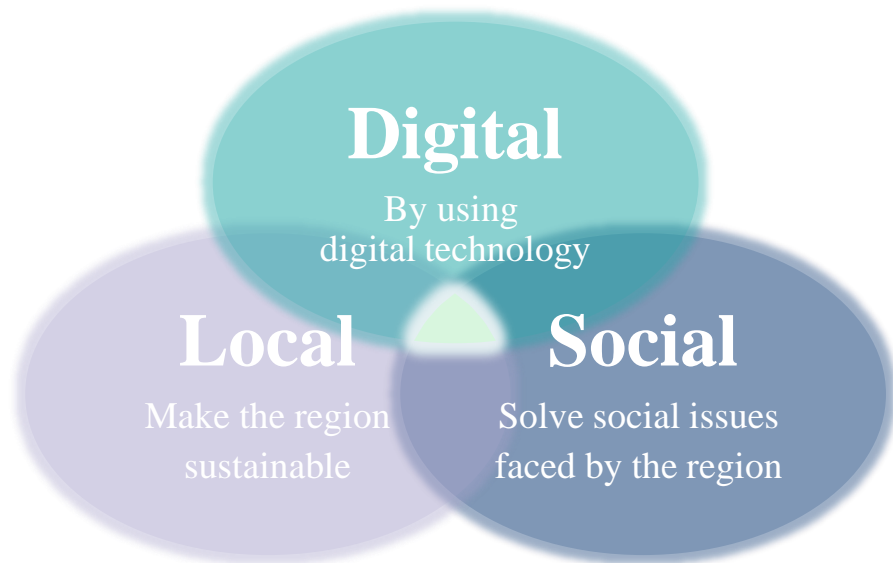 Digital
By using
digital technology
Local
Make the region
sustainable
Social
Solve social issues
faced by the region